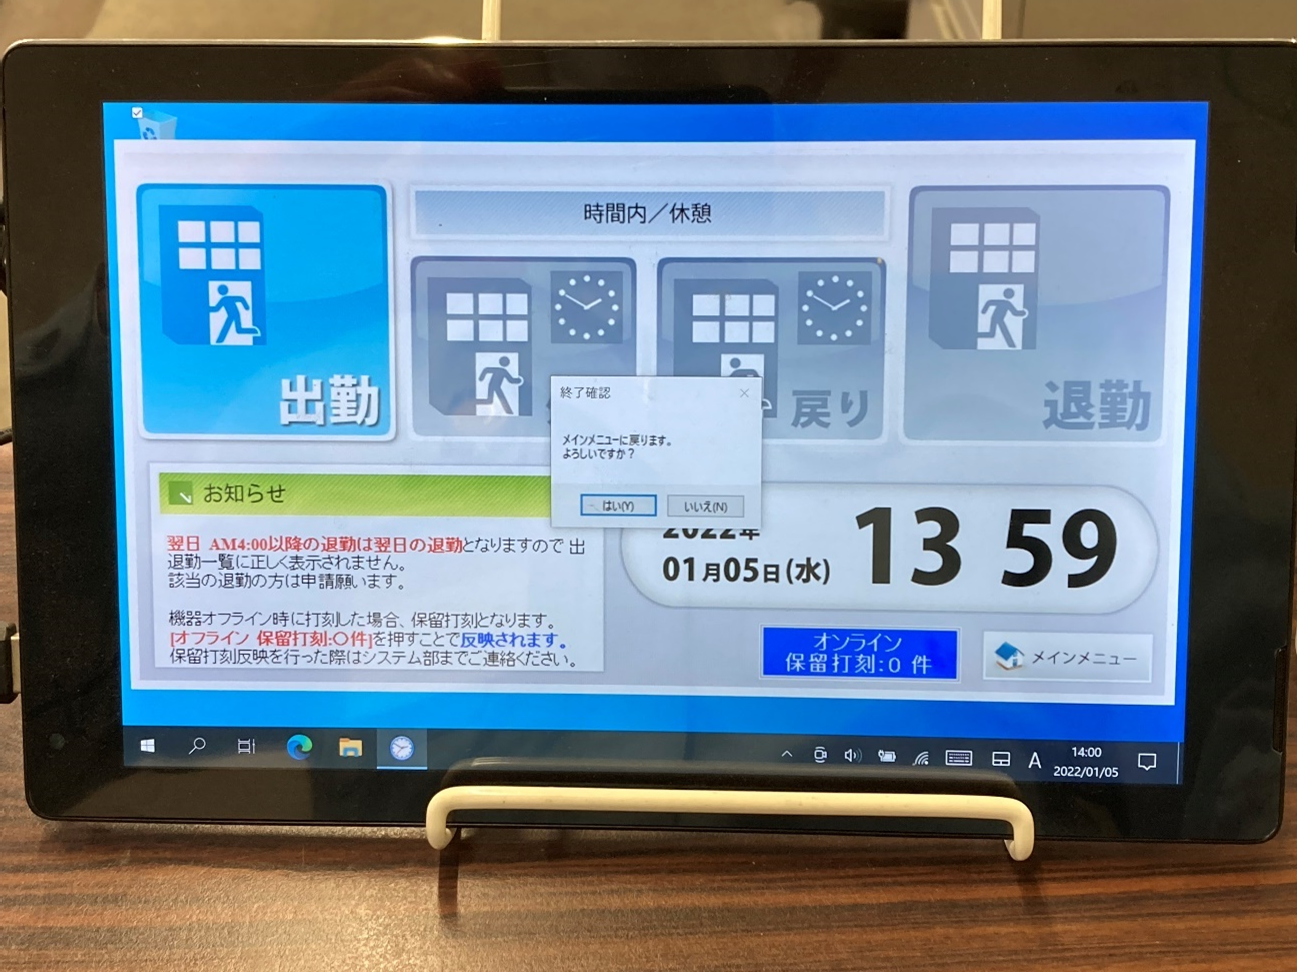 出勤
時間内／休憩
戻り
退勤
終了確認
メインメニューに戻ります。
よろしいですか？
はい(Y)
いいえ(N)
お知らせ
翌日 AM4:00以降の退勤は翌日の退勤となりますので 出
退勤一覧に正しく表示されません。
該当の退勤の方は申請願います。
機器オフライン時に打刻した場合、保留打刻となります。
[オフライン 保留打刻:〇件]を押すことで反映されます。
保留打刻反映を行った際はシステム部までご連絡ください。
2022年
01月05日(水)
13 59
オンライン
保留打刻:0 件
メインメニュー
A
14:00
2022/01/05